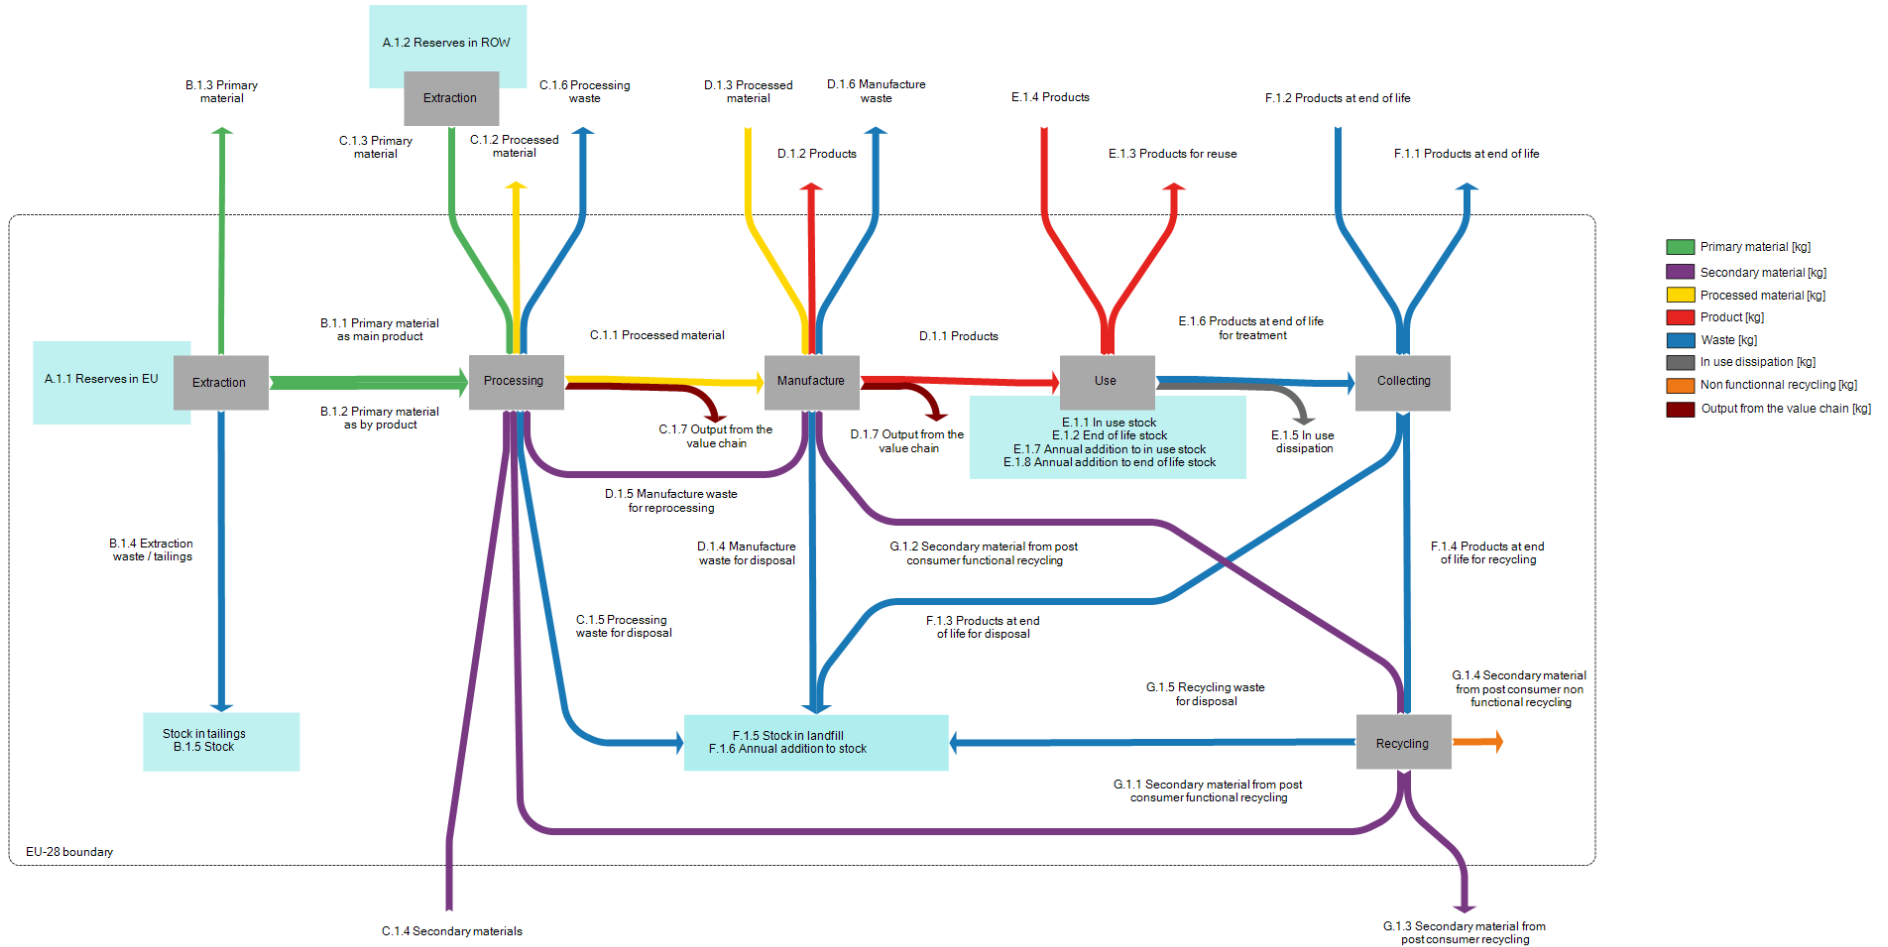 A.1.2 Reserves in ROW
Extraction
B.1.3 Primary
material
C.1.6 Processing
waste
D.1.3 Processed
material
D.1.6 Manufacture
waste
E.1.4 Products
F.1.2 Products at end of life
C.1.3 Primary
material
C.1.2 Processed
material
D.1.2 Products
E.1.3 Products for reuse
F.1.1 Products at end of life
Primary material [kg]
Secondary material [kg]
Processed material [kg]
Product [kg]
Waste [kg]
In use dissipation [kg]
Non functionnal recycling [kg]
Output from the value chain [kg]
B.1.1 Primary material
as main product
C.1.1 Processed material
D.1.1 Products
E.1.6 Products at end of life
for treatment
A.1.1 Reserves in EU
Extraction
Processing
Manufacture
Use
Collecting
B.1.2 Primary material
as by product
C.1.7 Output from the
value chain
D.1.7 Output from the
value chain
E.1.1 In use stock
E.1.2 End of life stock
E.1.7 Annual addition to in use stock
E.1.8 Annual addition to end of life stock
E.1.5 In use
dissipation
D.1.5 Manufacture waste
for reprocessing
B.1.4 Extraction
waste / tailings
D.1.4 Manufacture
waste for disposal
G.1.2 Secondary material from post
consumer functional recycling
F.1.4 Products at end
of life for recycling
C.1.5 Processing
waste for disposal
F.1.3 Products at end
of life for disposal
G.1.5 Recycling waste
for disposal
G.1.4 Secondary material
from post consumer non
functional recycling
Stock in tailings
B.1.5 Stock
F.1.5 Stock in landfill
F.1.6 Annual addition to stock
Recycling
G.1.1 Secondary material from post
consumer functional recycling
EU-28 boundary
C.1.4 Secondary materials
G.1.3 Secondary material from
post consumer recycling